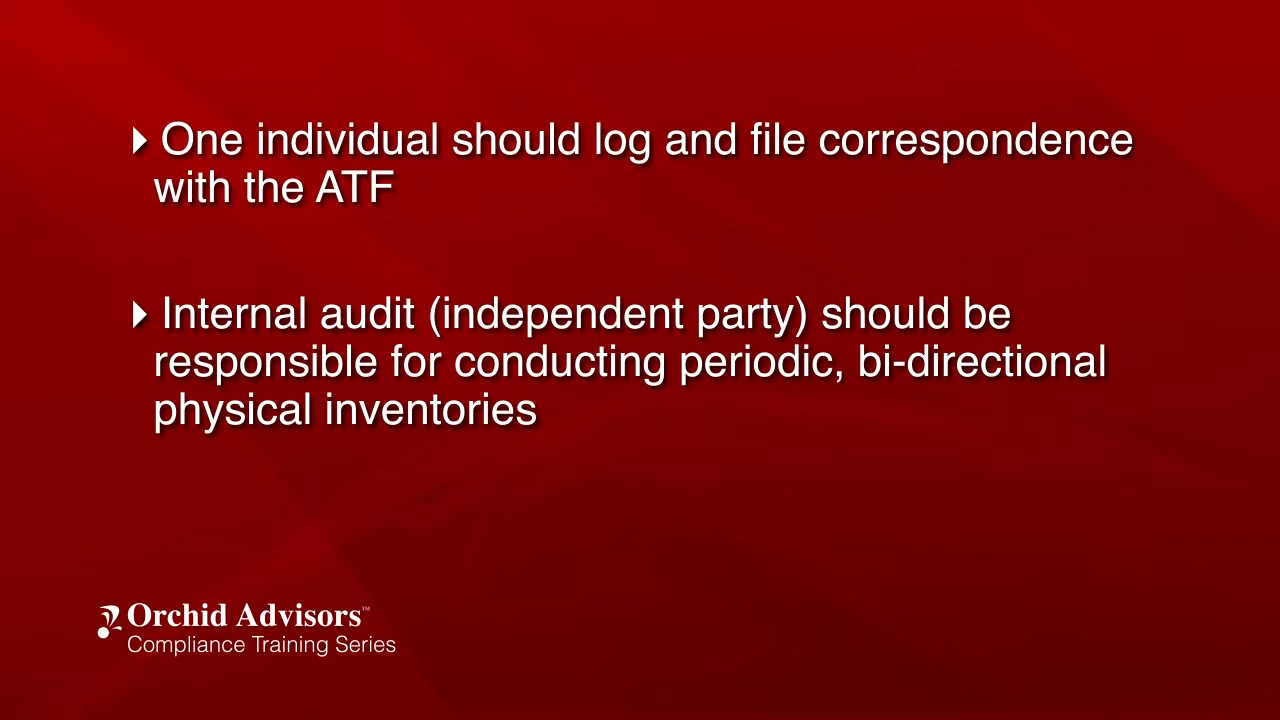 One individual should log and file correspondence
with the ATF
Internal audit (independent party) should be
responsible for conducting periodic, bi-directional
physical inventories
Orchid Advisors™
Compliance Training Series